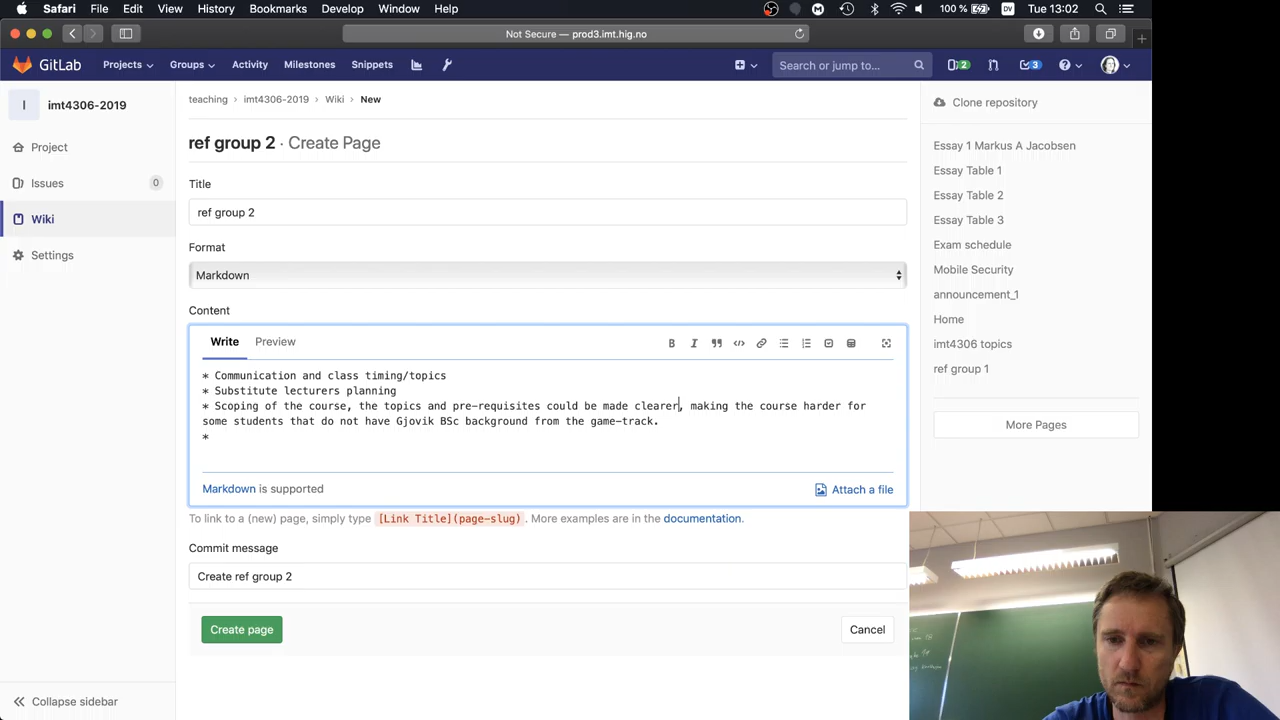 Safari File Edit View History Bookmarks Develop Window Help 100 % DV Tue 13:02
Not Secure — prod3.imt.hig.no
GitLab Projects Groups Activity Milestones Snippets Search or jump to... 2 3
I imt4306-2019
Project
Issues 0
Wiki
Settings
Collapse sidebar
teaching › imt4306-2019 › Wiki › New
ref group 2 · Create Page
Title
ref group 2
Format
Markdown
Content
Write Preview
* Communication and class timing/topics
* Substitute lecturers planning
* Scoping of the course, the topics and pre-requisites could be made clearer, making the course harder for
some students that do not have Gjovik BSc background from the game-track.
*
Markdown is supported Attach a file
To link to a (new) page, simply type [Link Title](page-slug). More examples are in the documentation.
Commit message
Create ref group 2
Create page Cancel
Clone repository
Essay 1 Markus A Jacobsen
Essay Table 1
Essay Table 2
Essay Table 3
Exam schedule
Mobile Security
announcement_1
Home
imt4306 topics
ref group 1
More Pages